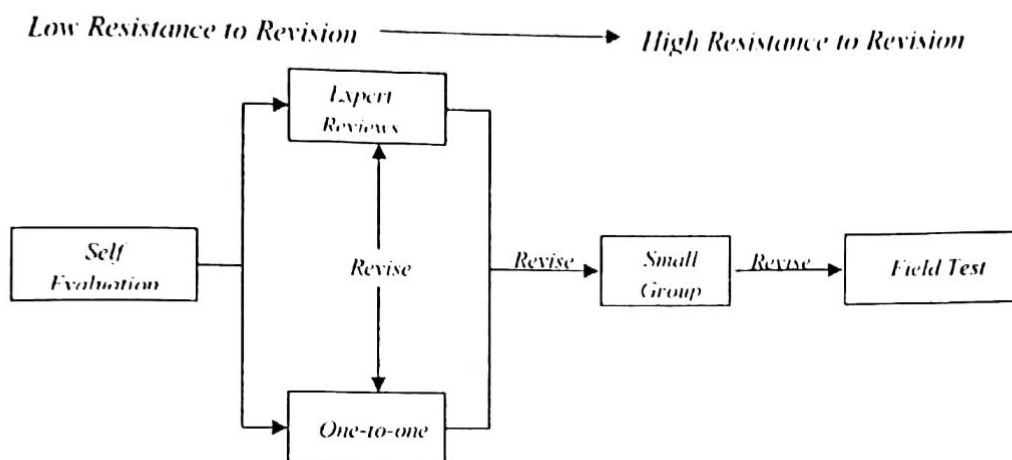 Low Resistance to Revision
High Resistance to Revision
Expert
Reviews
Self
Evaluation
Revise
Revise
Small
Group
Revise
Field Test
One-to-one